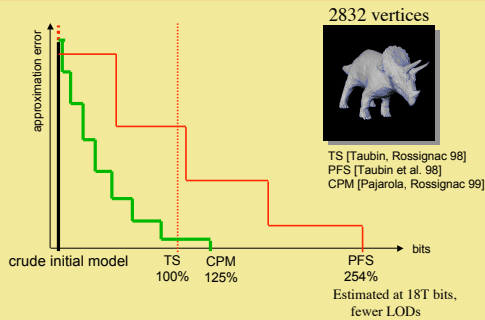 2832 vertices
approximation error
TS [Taubin, Rossignac 98]
PFS [Taubin et al. 98]
CPM [Pajarola, Rossignac 99]
bits
crude initial model
TS
100%
CPM
125%
PFS
254%
Estimated at 18T bits,
fewer LODs